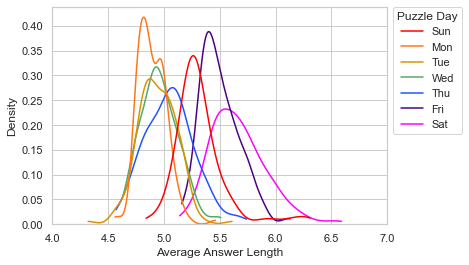 Puzzle Day
Sun
Mon
Tue
Wed
Thu
Fri
Sat
Density
0.40
0.35
0.30
0.25
0.20
0.15
0.10
0.05
0.00
4.0 4.5 5.0 5.5 6.0 6.5 7.0
Average Answer Length